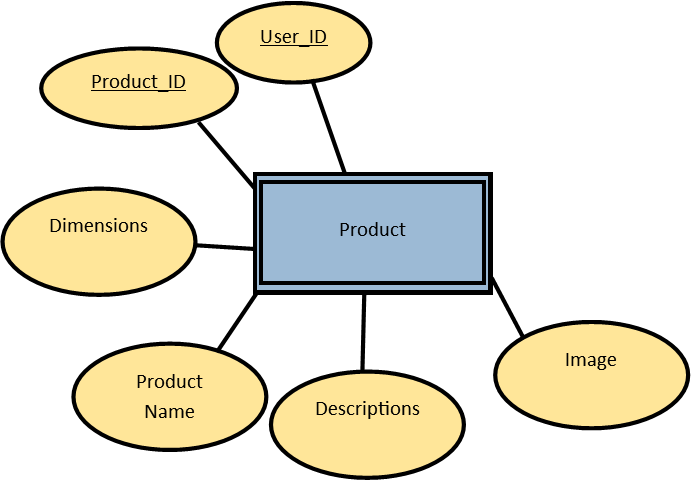 User_ID
Product_ID
Dimensions
Product
Product
Name
Descriptions
Image